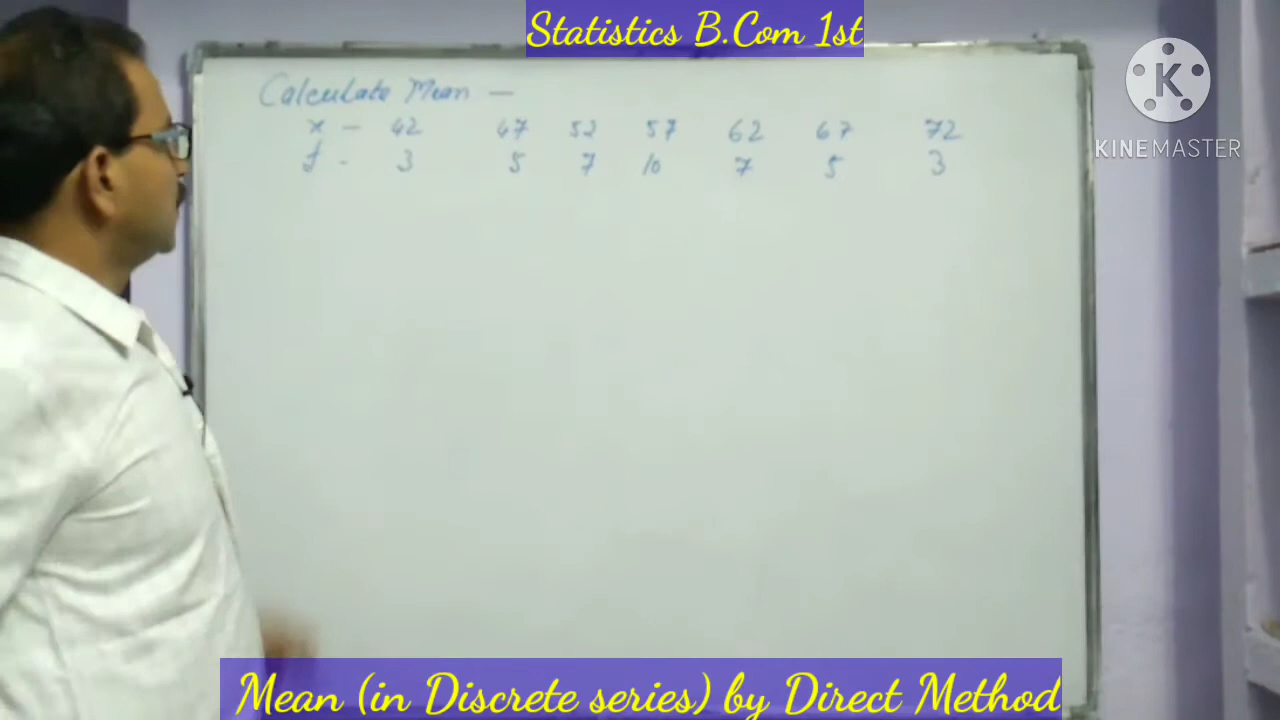 Statistics B.Com 1st
K
KINEMASTER
Calculate Mean —
x – 42 47 52 57 62 67 72
f - 3 5 7 10 7 5 3
Mean (in Discrete series) by Direct Method